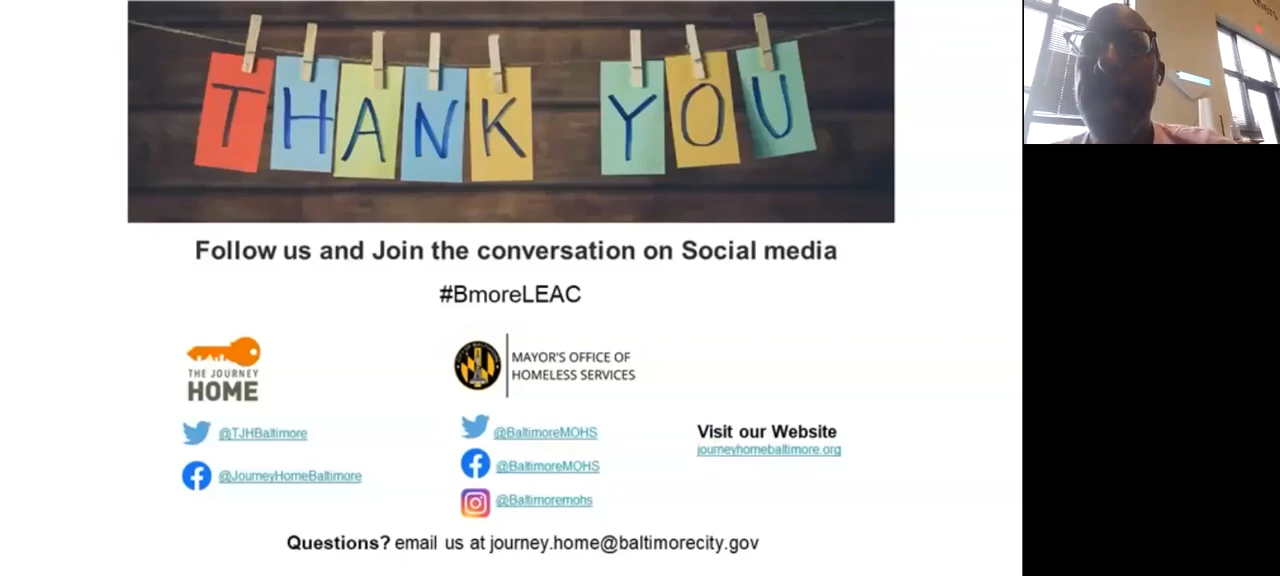 THANK YOU
Follow us and Join the conversation on Social media
#BmoreLEAC
THE JOURNEY
HOME
MAYOR'S OFFICE OF
HOMELESS SERVICES
@TJHBaltimore
@JourneyHomeBaltimore
@BaltimoreMOHS
@BaltimoreMOHS
@Baltimoremohs
Visit our Website
journeyhomebaltimore.org
Questions? email us at journey.home@baltimorecity.gov